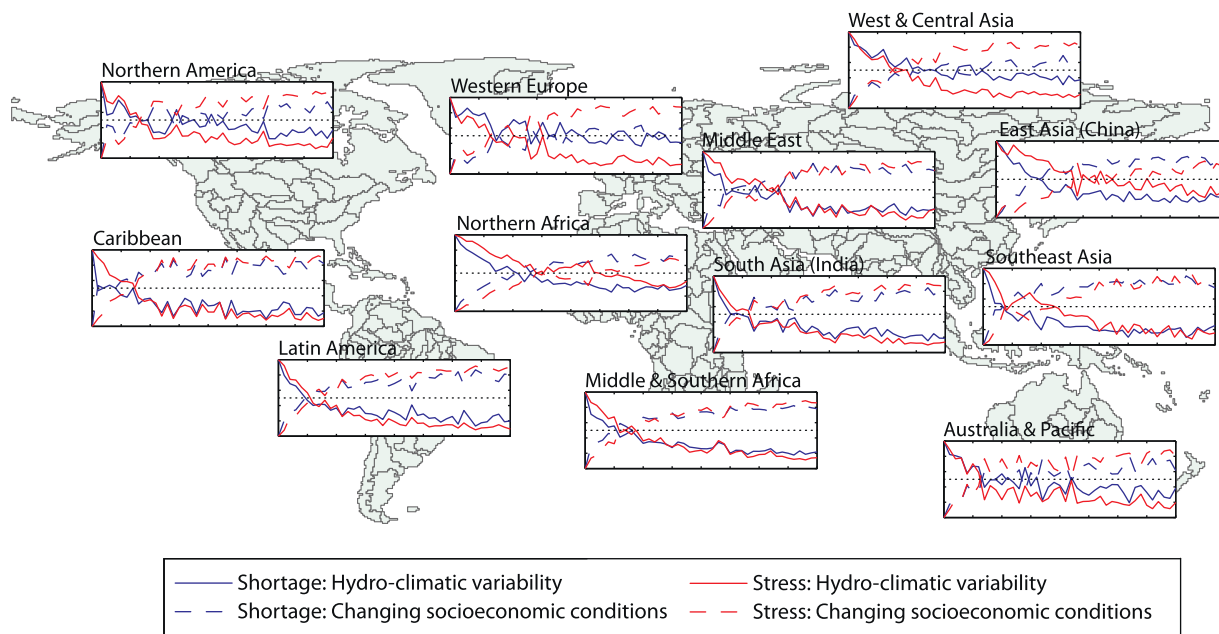 West & Central Asia
Northern America
Western Europe
Middle East
East Asia (China)
Caribbean
Northern Africa
South Asia (India)
Southeast Asia
Latin America
Middle & Southern Africa
Australia & Pacific
Shortage: Hydro-climatic variability
Stress: Hydro-climatic variability
Shortage: Changing socioeconomic conditions
Stress: Changing socioeconomic conditions